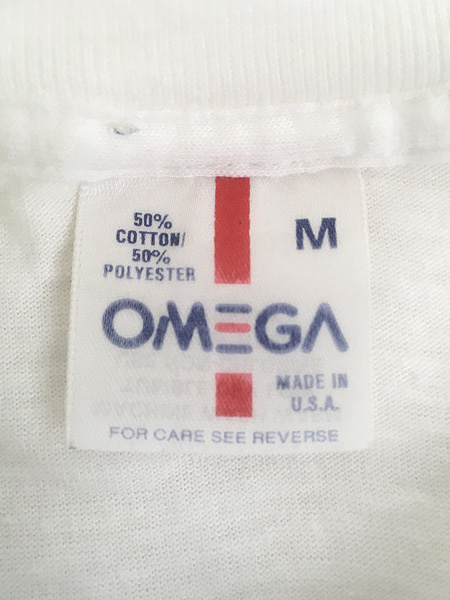 50%
COTTON/
50%
POLYESTER
M
OMEGA
MADE IN
U.S.A.
FOR CARE SEE REVERSE